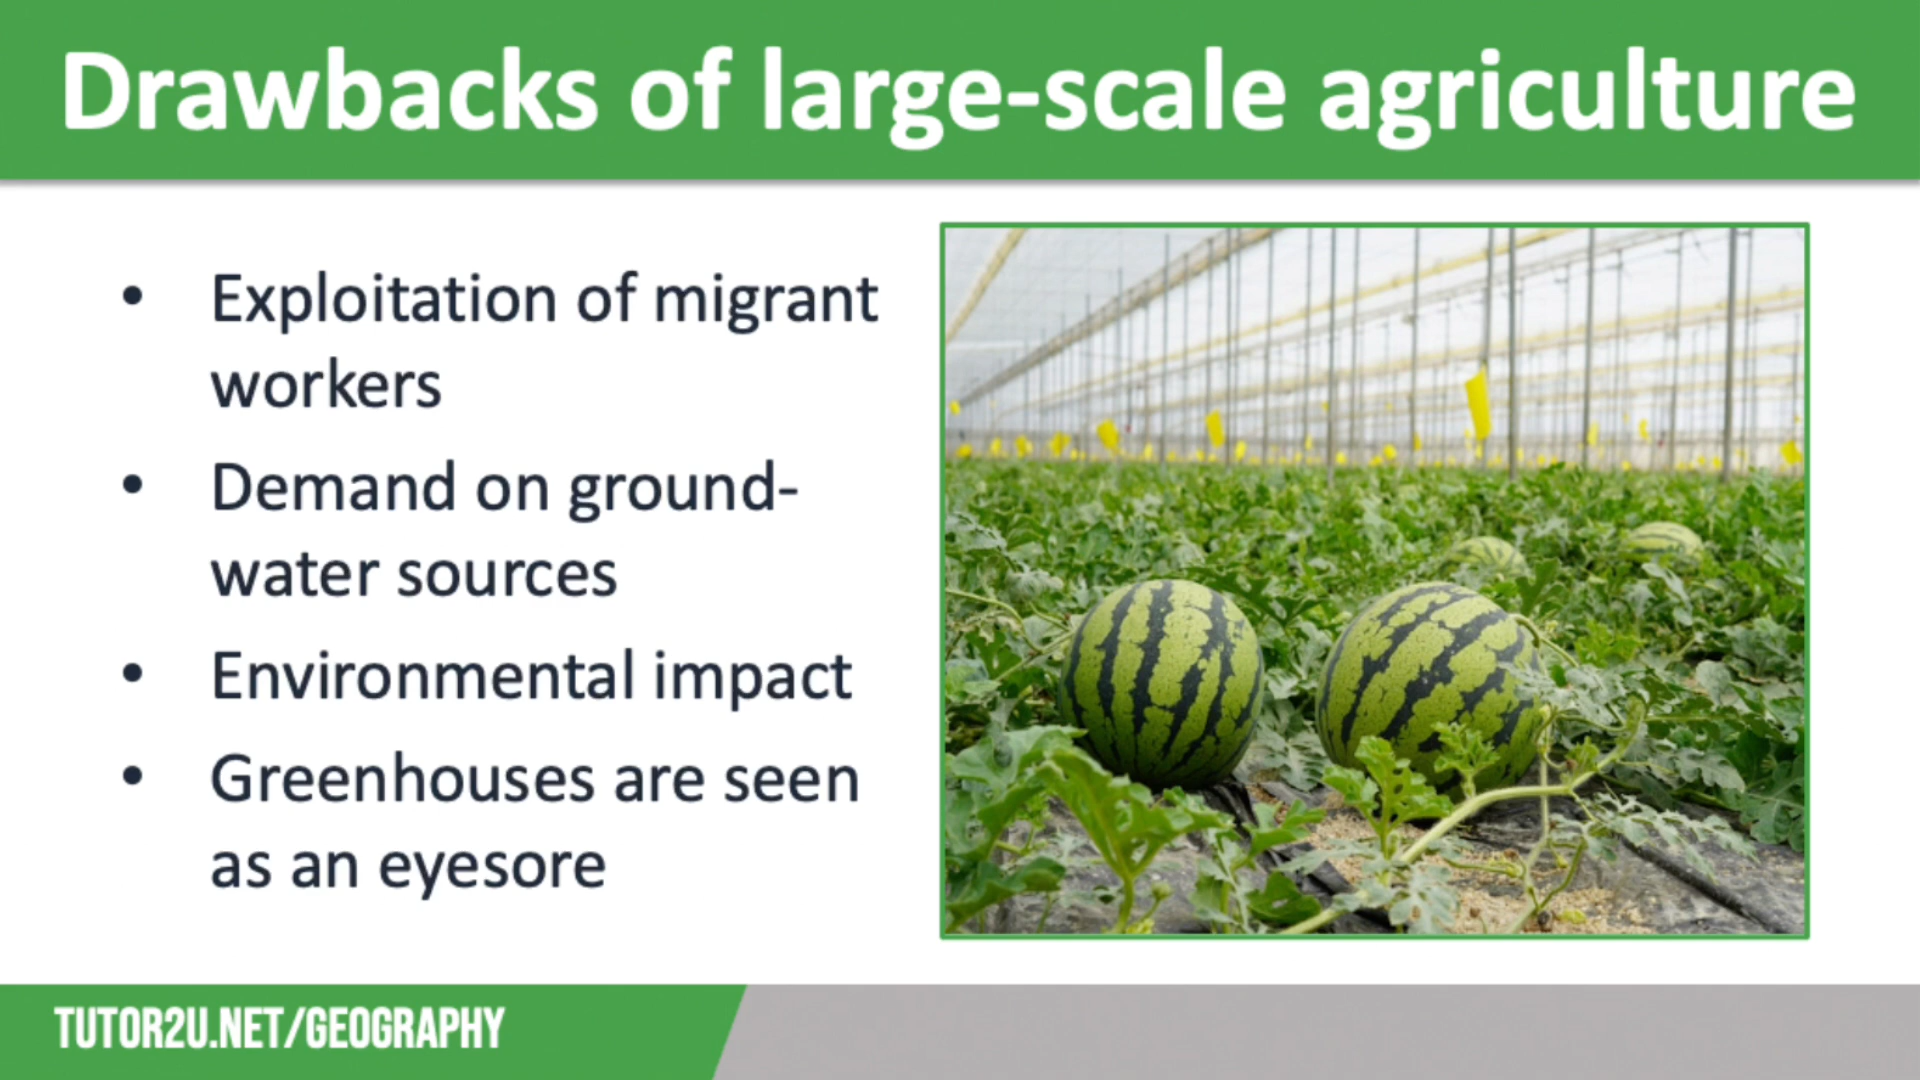 Drawbacks of large-scale agriculture
• Exploitation of migrant
workers
• Demand on ground-
water sources
• Environmental impact
• Greenhouses are seen
as an eyesore
TUTOR2U.NET/GEOGRAPHY